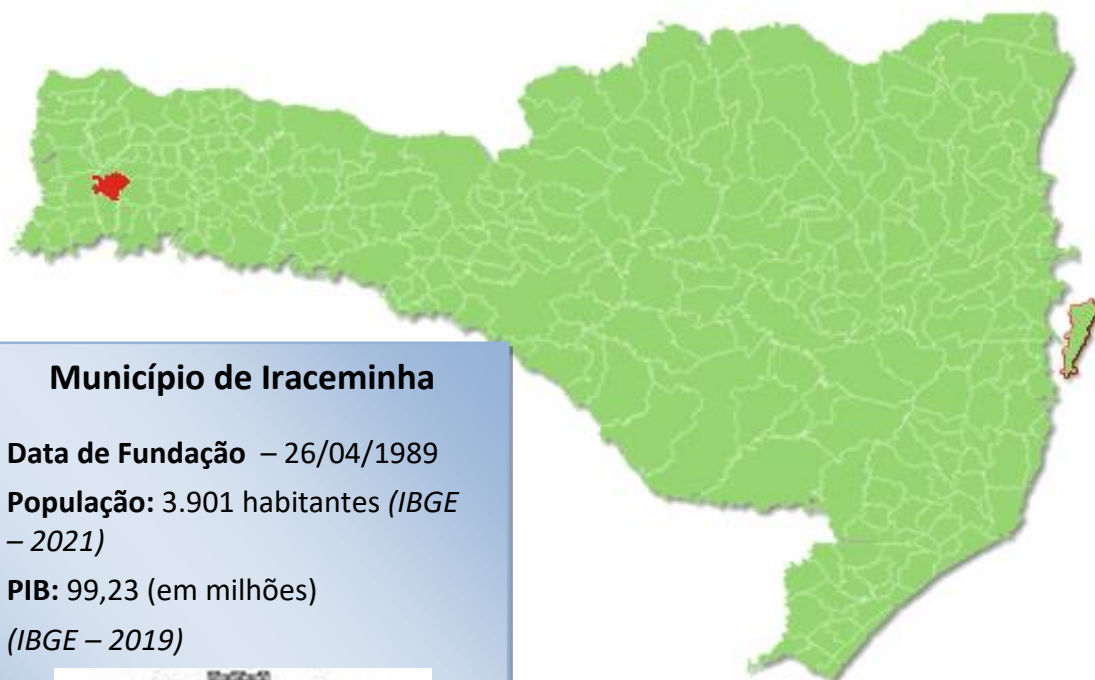 Município de Iraceminha
Data de Fundação – 26/04/1989
População: 3.901 habitantes (IBGE
– 2021)
PIB: 99,23 (em milhões)
(IBGE – 2019)